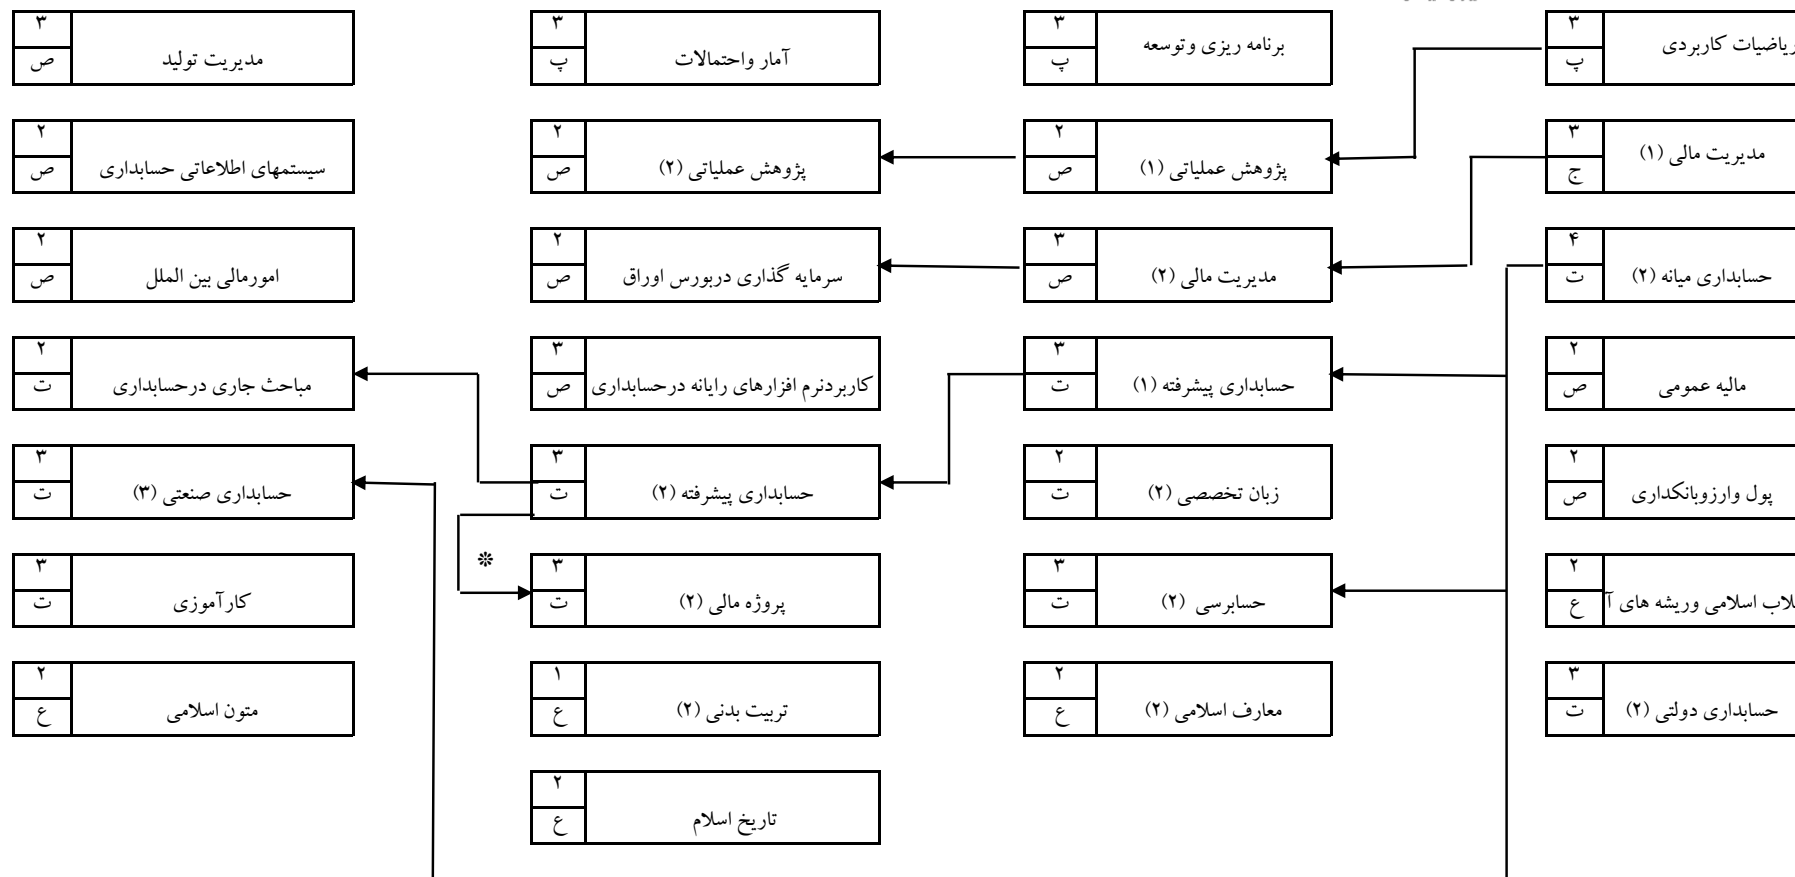 ریاضیات کاربردی
۳
پ
مدیریت مالی (۱)
۳
ج
حسابداری میانه (۲)
۴
ت
مالیه عمومی
۲
ص
پول وارزوبانکداری
۲
ص
اسلامی وریشه های
۲
ع
حسابداری دولتی (۲)
۳
ت
برنامه ریزی وتوسعه
۳
پ
پژوهش عملیاتی (۱)
۲
ص
مدیریت مالی (۲)
۳
ص
حسابداری پیشرفته (۱)
۳
ت
زبان تخصصی (۲)
۲
ت
حسابرسی (۲)
۳
ت
معارف اسلامی (۲)
۲
ع
آمار واحتمالات
۳
پ
پژوهش عملیاتی (۲)
۲
ص
سرمایه گذاری دربورس اوراق
۲
ص
کاربردنرم افزارهای رایانه درحسابداری
۳
ص
حسابداری پیشرفته (۲)
۳
ت
پروژه مالی (۲)
۳
ت
تربیت بدنی (۲)
۱
ع
تاریخ اسلام
۲
ع
مدیریت تولید
۳
ص
سیستمهای اطلاعاتی حسابداری
۲
ص
امورمالی بین الملل
۲
ص
مباحث جاری درحسابداری
۲
ت
حسابداری صنعتی (۳)
۳
ت
کارآموزی
۳
ت
متون اسلامی
۲
ع